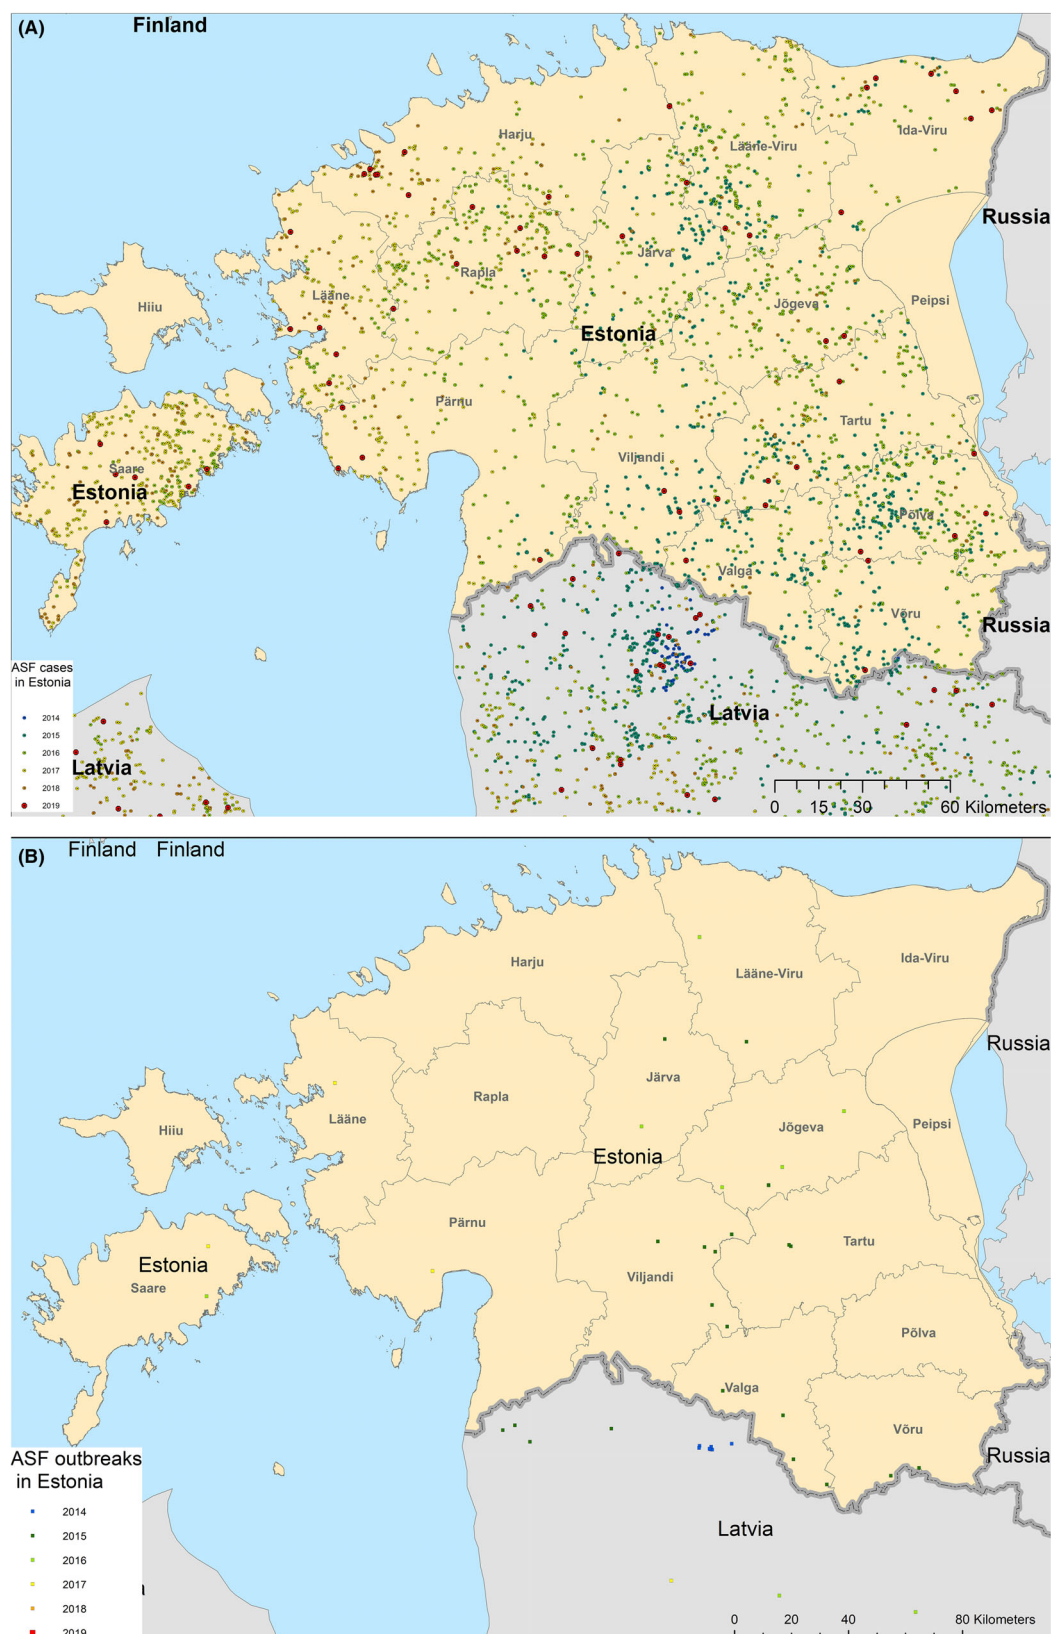 (A)
Finland
Harju
Lääne-Viru
Ida-Viru
Russia
Järva
Rapla
Lääne
Hiiu
Jõgeva
Peipsi
Estonia
Pärnu
Tartu
Viljandi
Saare
Estonia
Põlva
Valga
Võru
Russia
ASF cases
in Estonia
2014
2015
2016
2017
2018
2019
Latvia
Latvia
0 15 30 60 Kilometers
(B)
Finland Finland
Harju
Lääne-Viru
Ida-Viru
Russia
Järva
Rapla
Lääne
Hiiu
Jõgeva
Peipsi
Estonia
Pärnu
Tartu
Estonia
Viljandi
Saare
Põlva
Valga
Võru
Russia
ASF outbreaks
in Estonia
2014
2015
2016
2017
2018
2019
Latvia
a
0 20 40 80 Kilometers